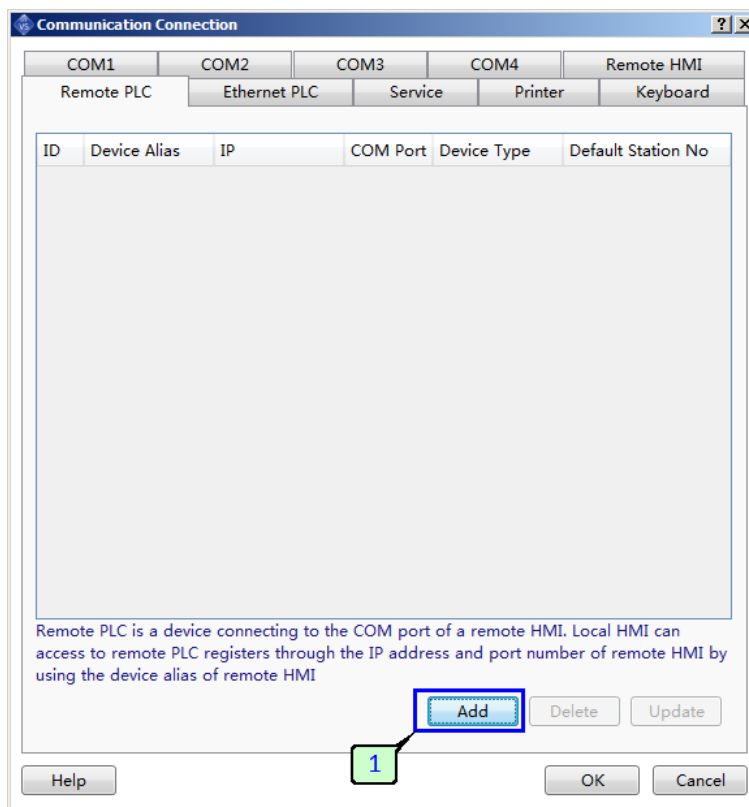 VS Communication Connection ? X
COM1 COM2 COM3 COM4 Remote HMI
Remote PLC Ethernet PLC Service Printer Keyboard
ID Device Alias IP COM Port Device Type Default Station No
Remote PLC is a device connecting to the COM port of a remote HMI. Local HMI can
access to remote PLC registers through the IP address and port number of remote HMI by
using the device alias of remote HMI
Add Delete Update
1
Help OK Cancel